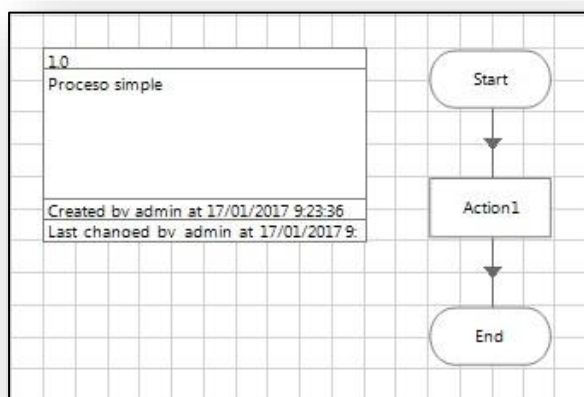 1.0
Proceso simple
Created by admin at 17/01/2017 9:23:36
Last changed by admin at 17/01/2017 9:
Start
Action1
End